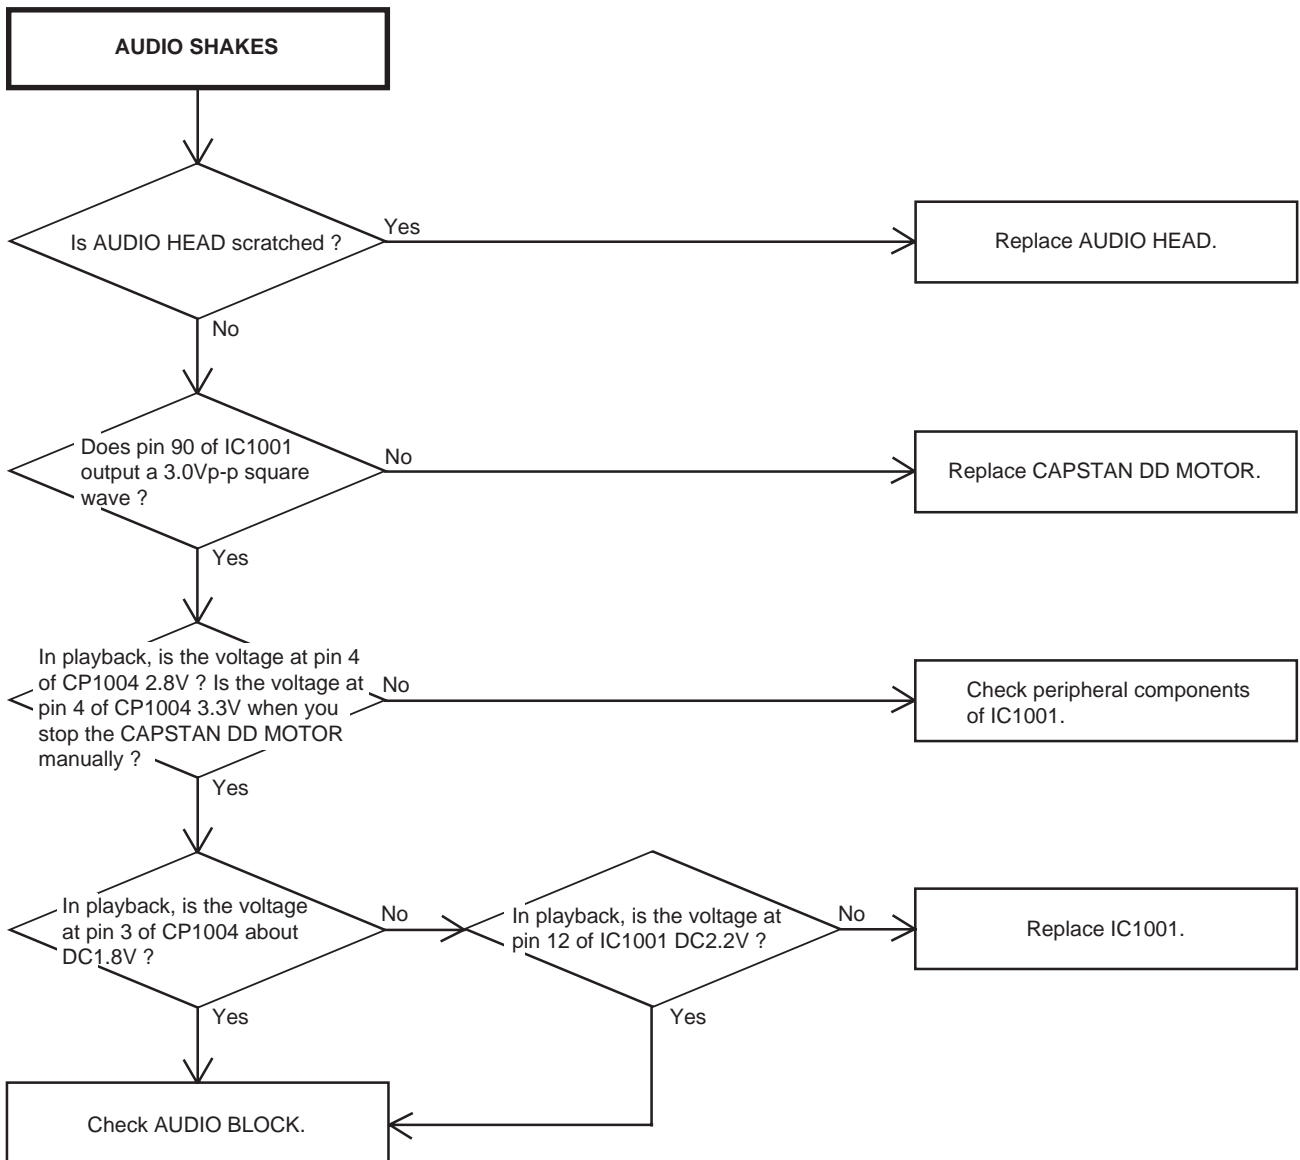 AUDIO SHAKES
Is AUDIO HEAD scratched ?
Yes
Replace AUDIO HEAD.
No
Does pin 90 of IC1001
output a 3.0Vp-p square
wave ?
No
Replace CAPSTAN DD MOTOR.
Yes
In playback, is the voltage at pin 4
of CP1004 2.8V ? Is the voltage at
pin 4 of CP1004 3.3V when you
stop the CAPSTAN DD MOTOR
manually ?
No
Check peripheral components
of IC1001.
Yes
In playback, is the voltage
at pin 3 of CP1004 about
DC1.8V ?
No
In playback, is the voltage at
pin 12 of IC1001 DC2.2V ?
No
Replace IC1001.
Yes
Yes
Check AUDIO BLOCK.